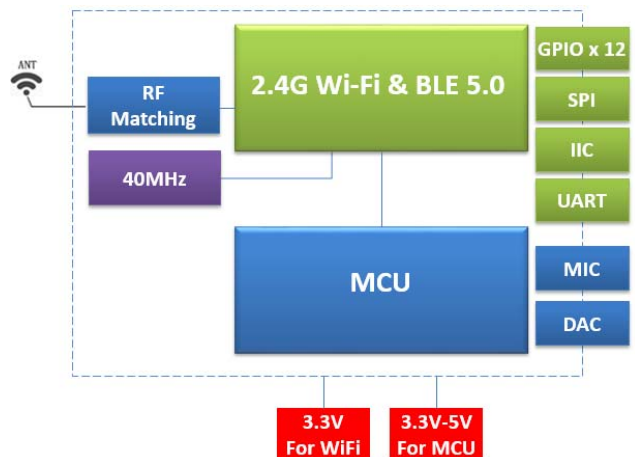 ANT
RF
Matching
40MHz
2.4G Wi-Fi & BLE 5.0
GPIO x 12
SPI
IIC
UART
MCU
MIC
DAC
3.3V
For WiFi
3.3V-5V
For MCU